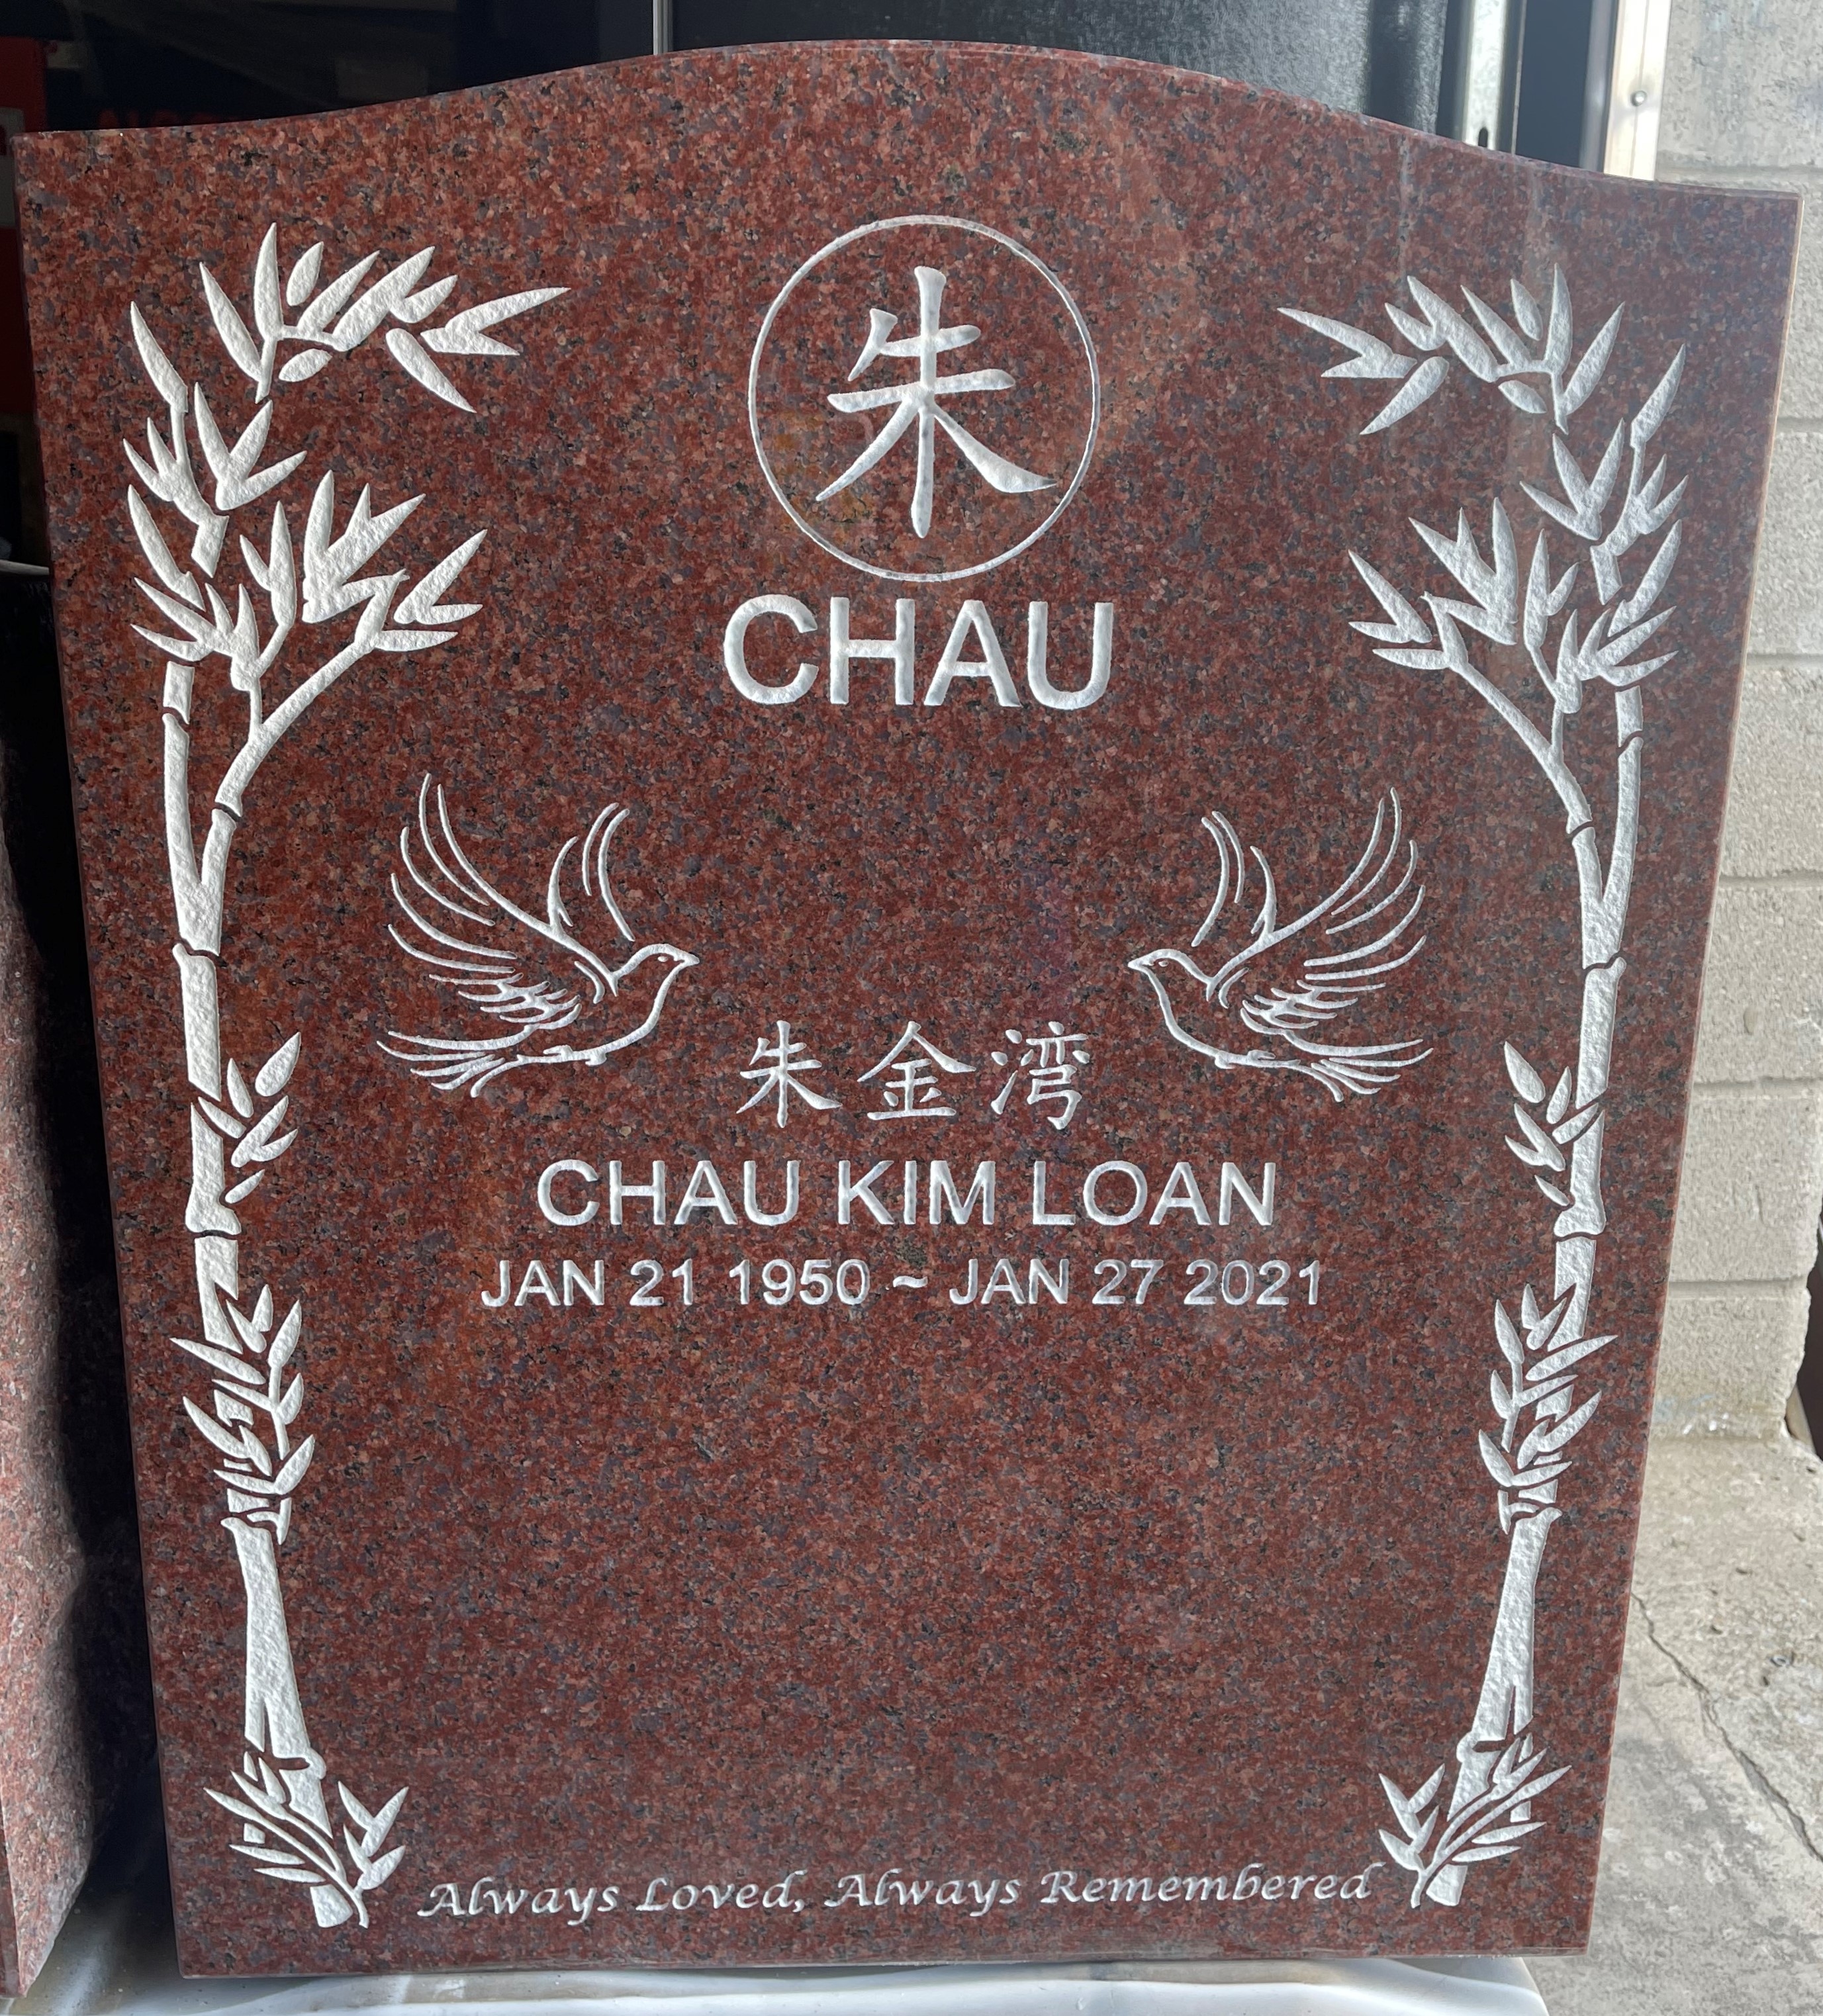 朱
CHAU
朱金湾
CHAU KIM LOAN
JAN 21 1950 ~ JAN 27 2021
Always Loved, Always Remembered